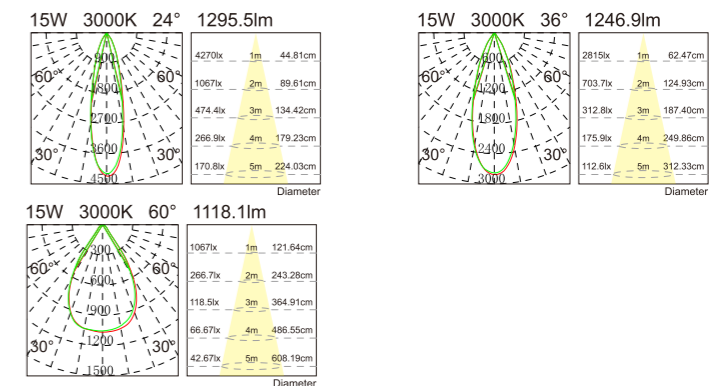 15W 3000K 24° 1295.5lm
900
1800
2700
3600
4500
60° 60°
30° 30°
4270lx 1m 44.81cm
1067lx 2m 89.61cm
474.4lx 3m 134.42cm
266.9lx 4m 179.23cm
170.8lx 5m 224.03cm
Diameter
15W 3000K 36° 1246.9lm
600
1200
1800
2400
3000
60° 60°
30° 30°
2815lx 1m 62.47cm
703.7lx 2m 124.93cm
312.8lx 3m 187.40cm
175.9lx 4m 249.86cm
112.6lx 5m 312.33cm
Diameter
15W 3000K 60° 1118.1lm
300
600
900
1200
1500
60° 60°
30° 30°
1067lx 1m 121.64cm
266.7lx 2m 243.28cm
118.5lx 3m 364.91cm
66.67lx 4m 486.55cm
42.67lx 5m 608.19cm
Diameter